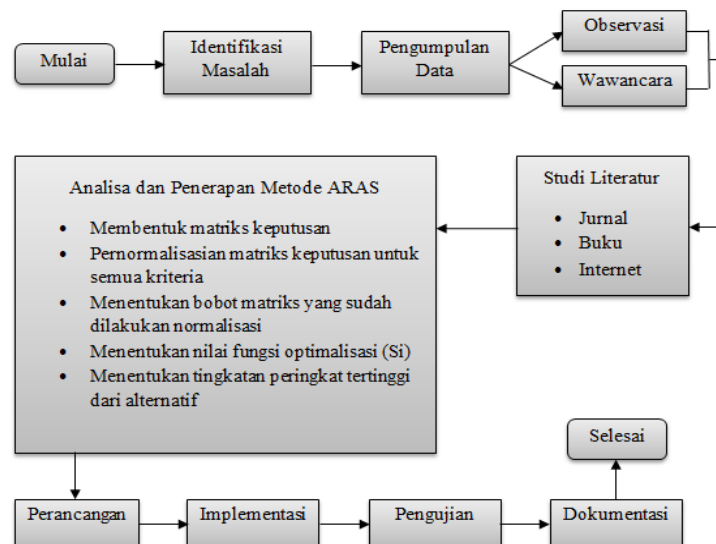 Mulai
Identifikasi
Masalah
Pengumpulan
Data
Observasi
Wawancara
Studi Literatur
• Jurnal
• Buku
• Internet
Analisa dan Penerapan Metode ARAS
• Membentuk matriks keputusan
• Pernormalisasian matriks keputusan untuk
semua kriteria
• Menentukan bobot matriks yang sudah
dilakukan normalisasi
• Menentukan nilai fungsi optimalisasi (Si)
• Menentukan tingkatan peringkat tertinggi
dari alternatif
Perancangan
Implementasi
Pengujian
Dokumentasi
Selesai